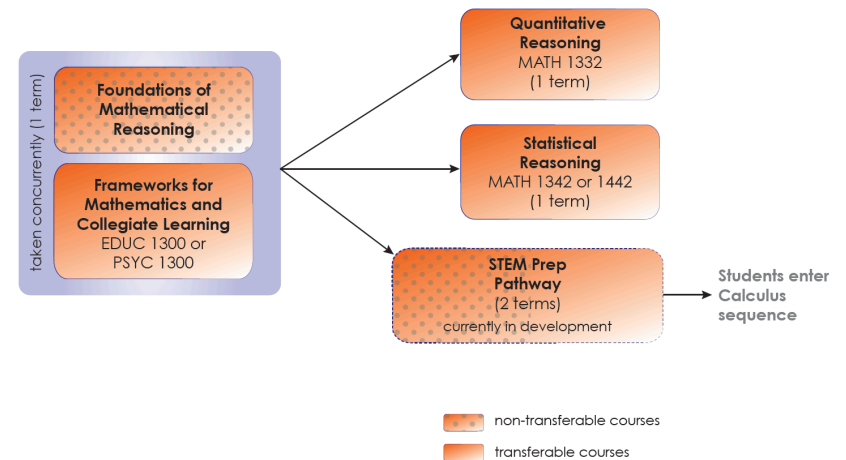 taken concurrently (1 term)
Foundations of
Mathematical
Reasoning
Frameworks for
Mathematics and
Collegiate Learning
EDUC 1300 or
PSYC 1300
Quantitative
Reasoning
MATH 1332
(1 term)
Statistical
Reasoning
MATH 1342 or 1442
(1 term)
STEM Prep
Pathway
(2 terms)
currently in development
Students enter
Calculus
sequence
non-transferable courses
transferable courses